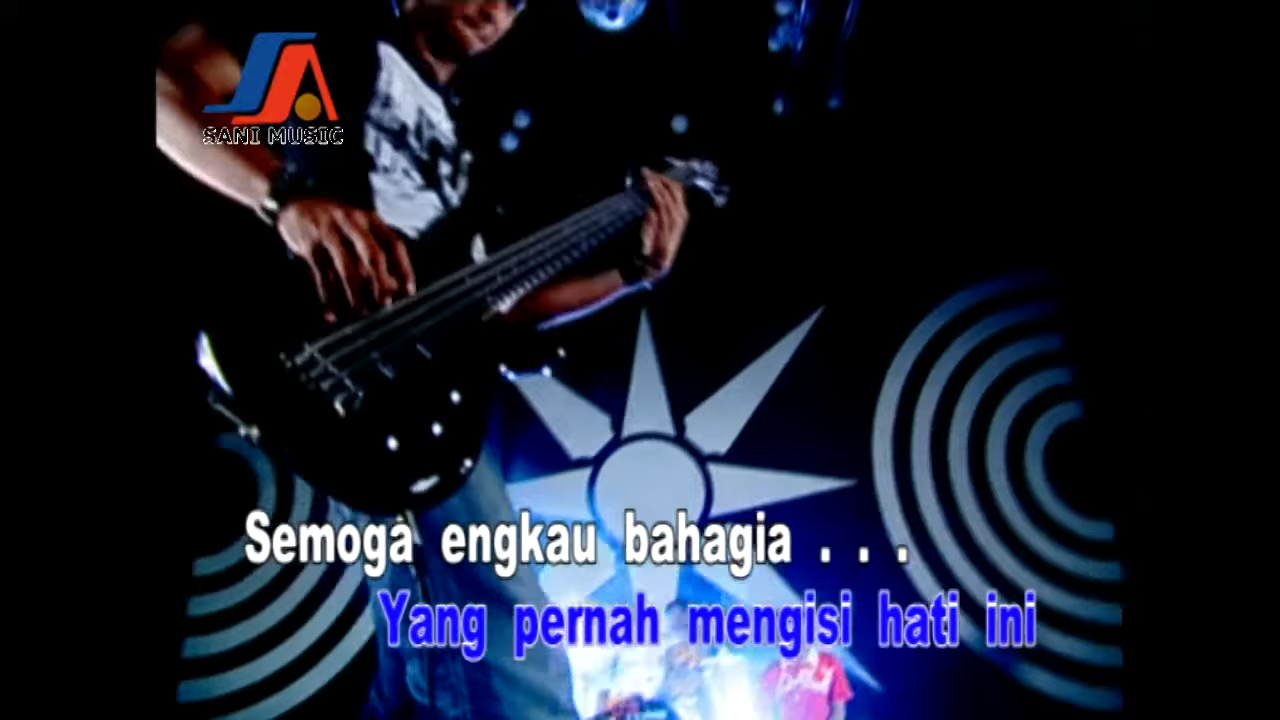 SANI MUSIC
Semoga engkau bahagia . . .
Yang pernah mengisi hati ini